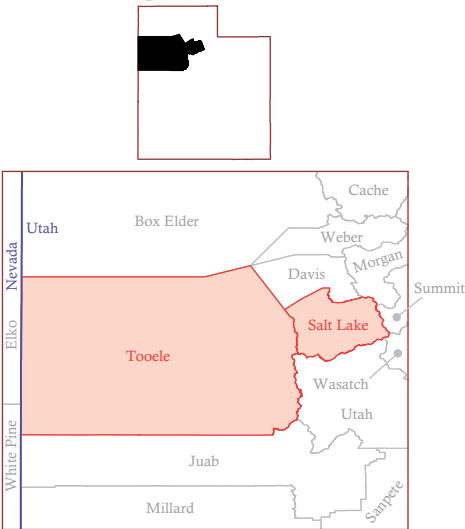 Cache
Box Elder
Utah
Weber
Nevada
Morgan
Davis
Summit
Salt Lake
Elko
Tooele
Wasatch
Utah
White Pine
Juab
Sanpete
Millard